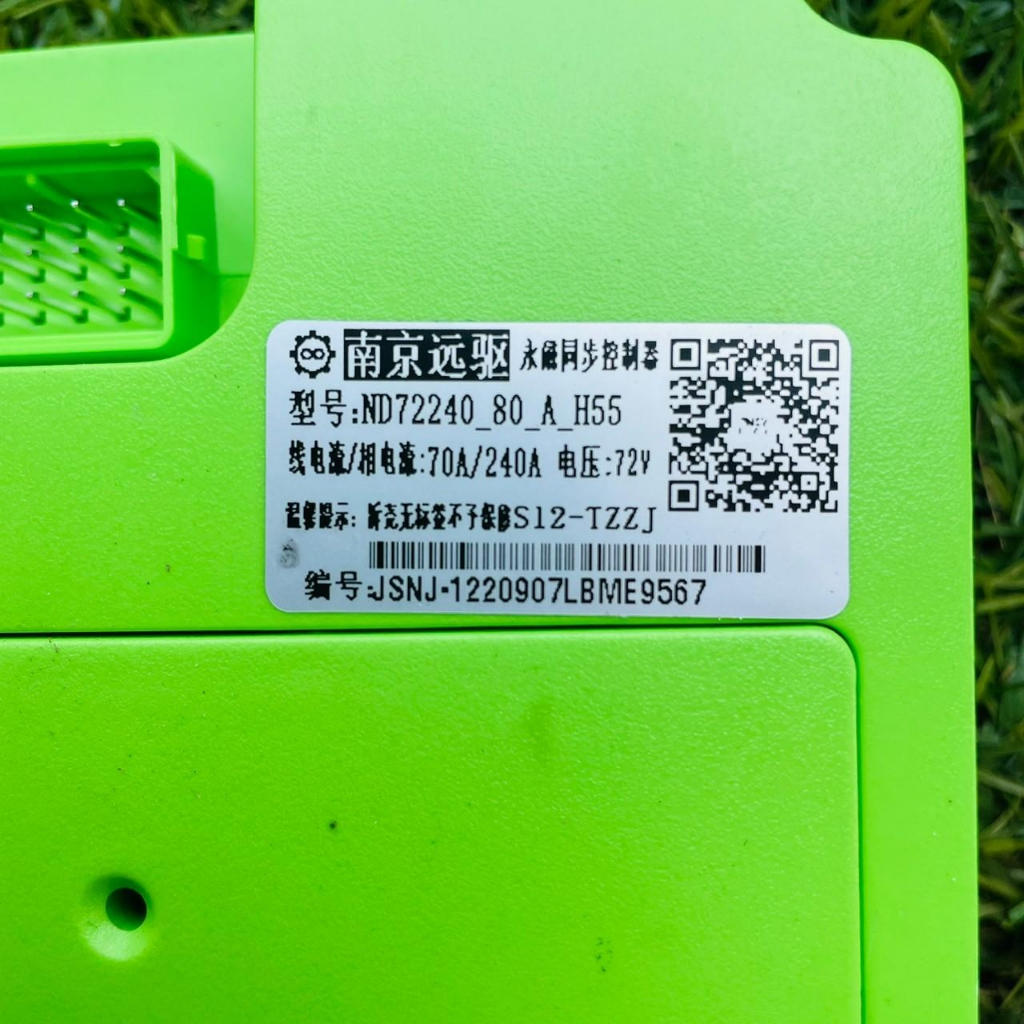 南京远驱 永磁同步控制器
型号:ND72240_80_A_H55
线电流/相电流:70A/240A 电压:72V
温馨提示: 拆壳无标签不予保修S12-TZZJ
编号:JSNJ-1220907LBME9567